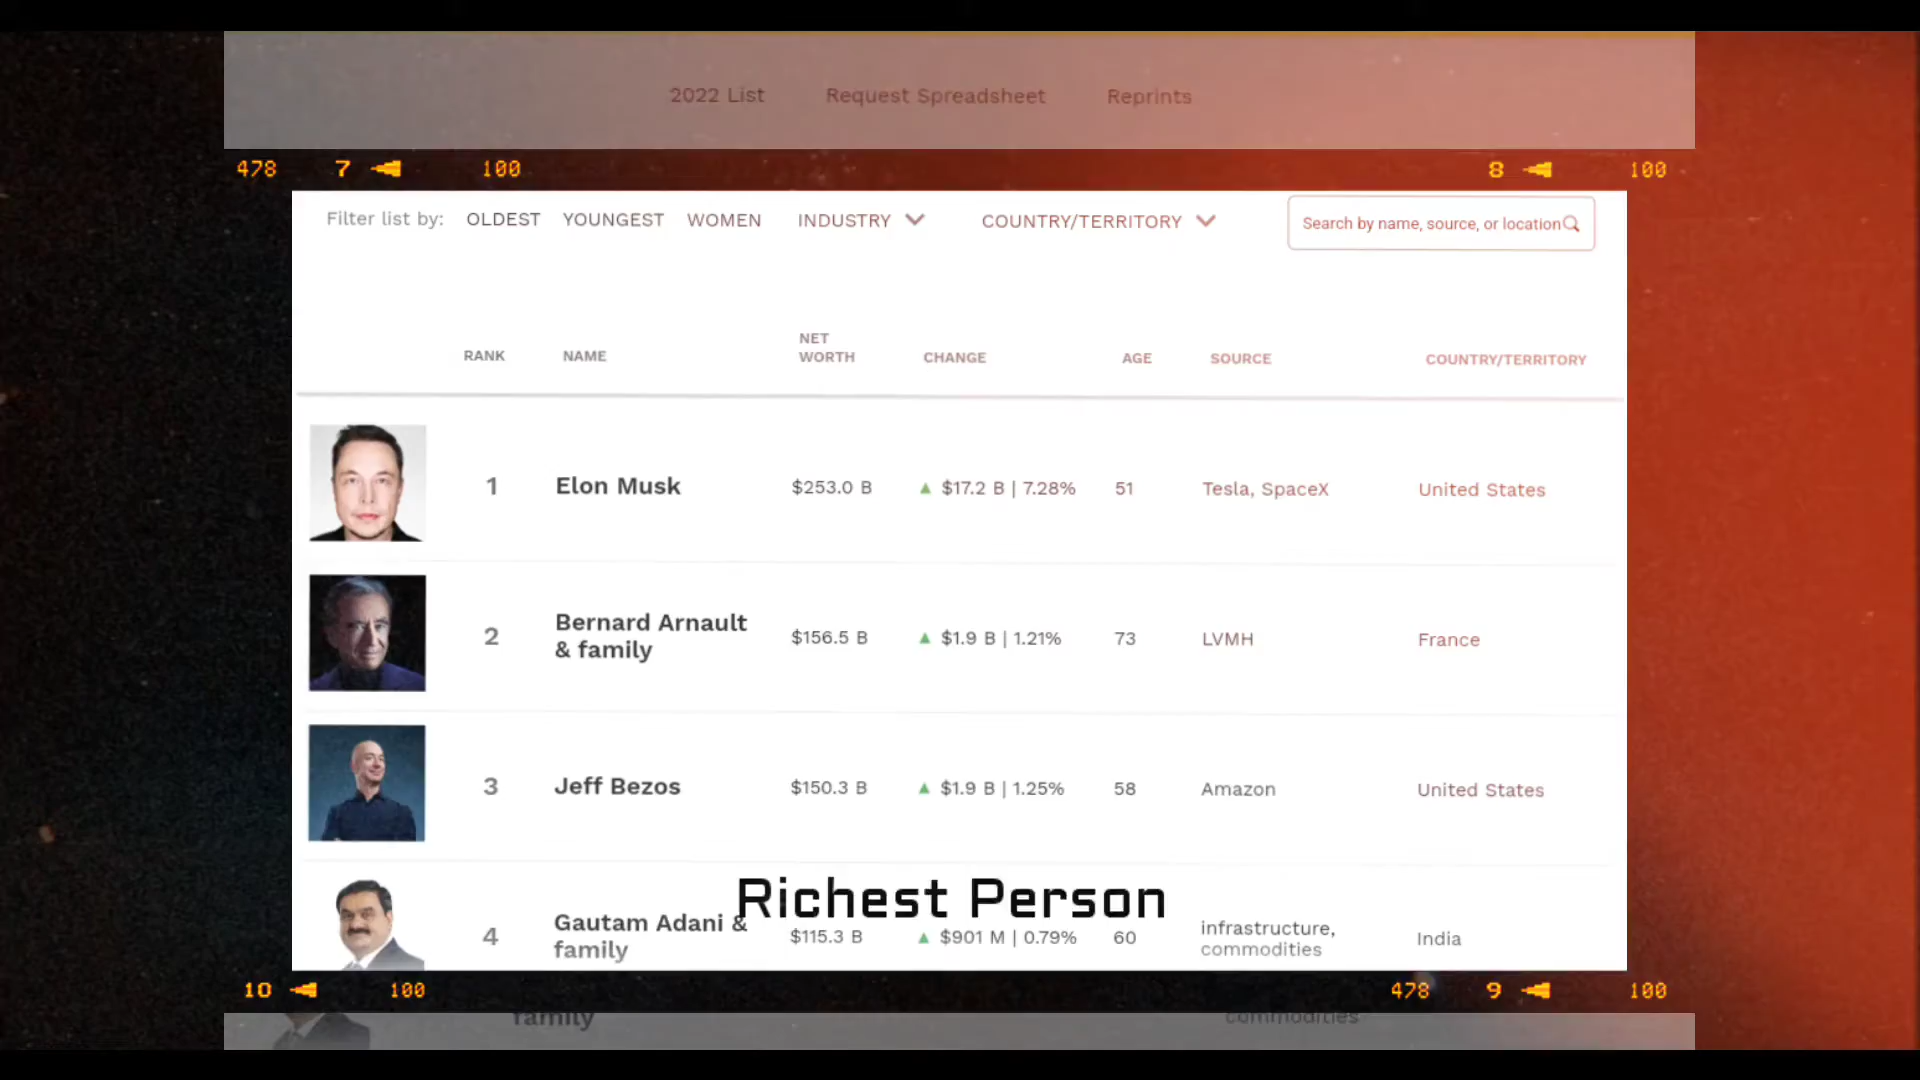 2022 List Request Spreadsheet Reprints
478 7 100 8 100
Filter list by: OLDEST YOUNGEST WOMEN INDUSTRY COUNTRY/TERRITORY Search by name, source, or location
RANK NAME NET WORTH CHANGE AGE SOURCE COUNTRY/TERRITORY
1 Elon Musk $253.0 B ▲ $17.2 B | 7.28% 51 Tesla, SpaceX United States
2 Bernard Arnault & family $156.5 B ▲ $1.9 B | 1.21% 73 LVMH France
3 Jeff Bezos $150.3 B ▲ $1.9 B | 1.25% 58 Amazon United States
Richest Person
4 Gautam Adani & family $115.3 B ▲ $901 M | 0.79% 60 infrastructure, commodities India
10 100 478 9 100
family commodities